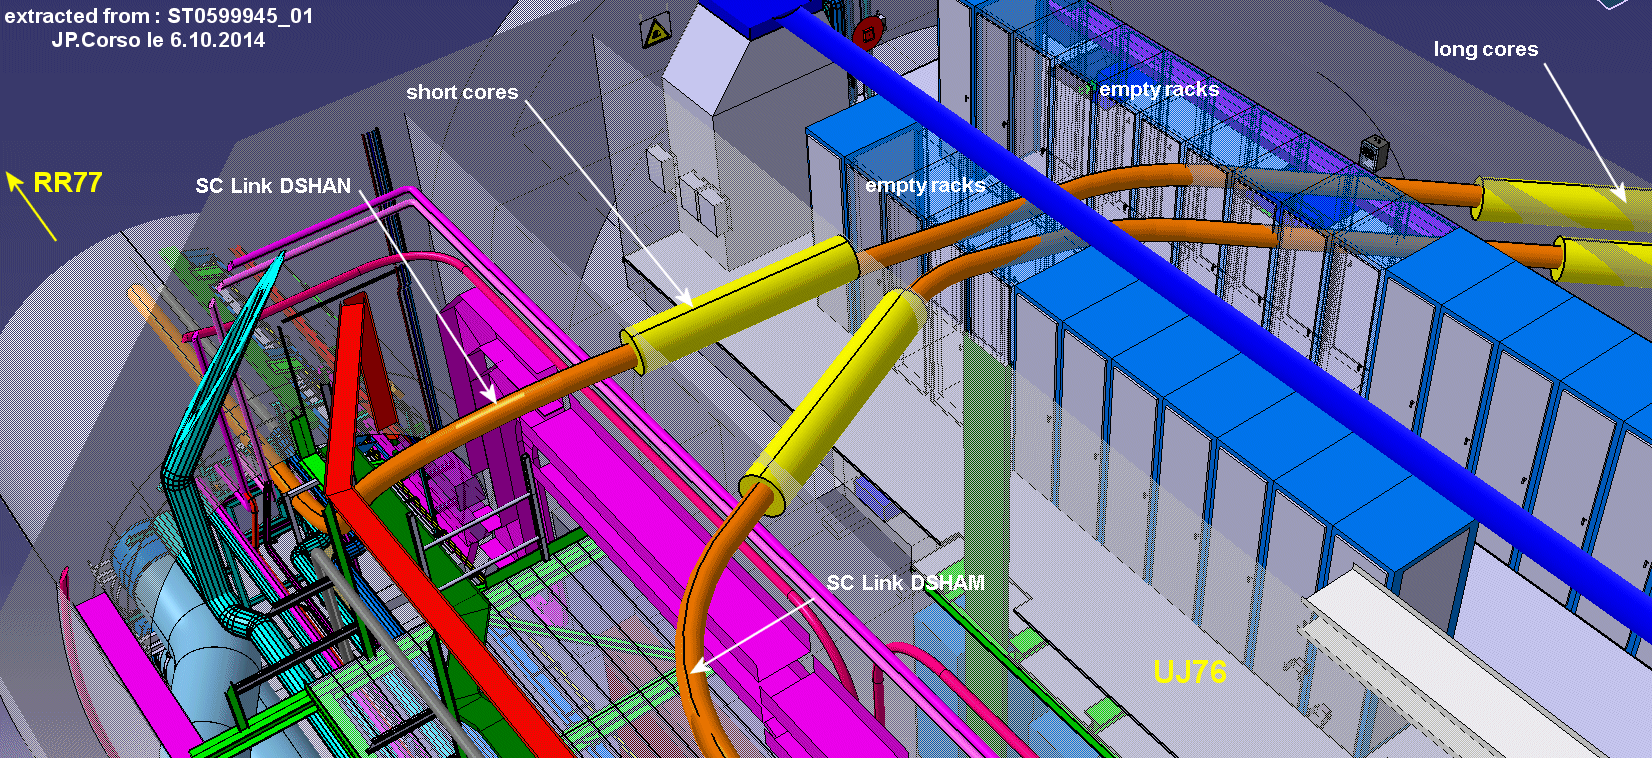 extracted from : ST0599945_01
JP.Corso le 6.10.2014
long cores
short cores
empty racks
RR77
SC Link DSHAN
empty racks
SC Link DSHAM
UJ76